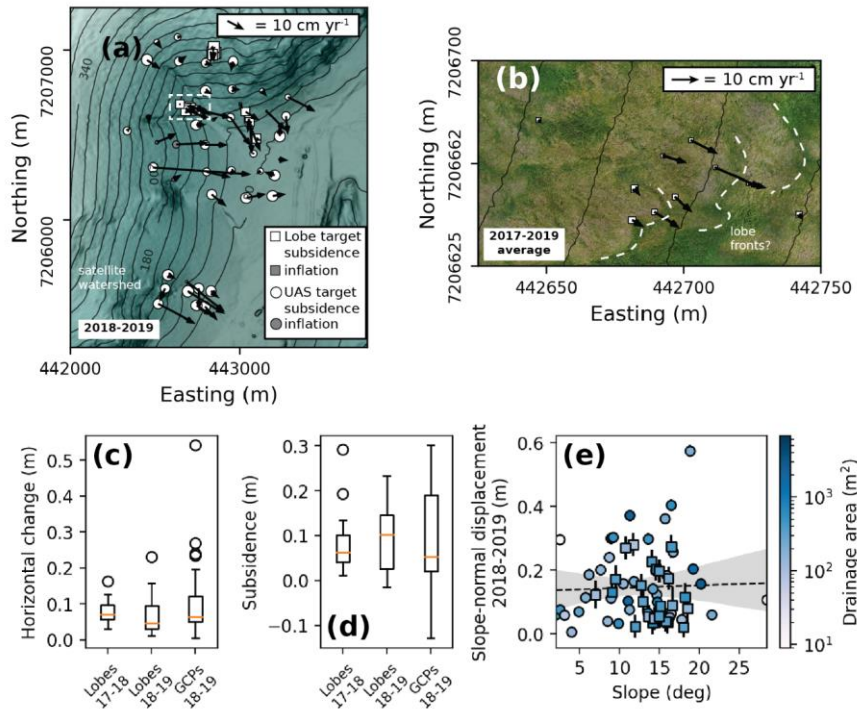 (a)
= 10 cm yr⁻¹
340
180
satellite
watershed
2018-2019
Lobe target
subsidence
inflation
UAS target
subsidence
inflation
Northing (m)
7207000
7206000
442000
443000
Easting (m)
(b)
= 10 cm yr⁻¹
2017-2019
average
lobe
fronts?
Northing (m)
7206700
7206662
7206625
442650
442700
442750
Easting (m)
(c)
Horizontal change (m)
0.5
0.4
0.3
0.2
0.1
0.0
Lobes
17-18
Lobes
18-19
GCPs
18-19
(d)
Subsidence (m)
0.3
0.2
0.1
0.0
−0.1
Lobes
17-18
Lobes
18-19
GCPs
18-19
(e)
Slope-normal displacement
2018-2019 (m)
0.6
0.4
0.2
0.0
5
10
15
20
25
Slope (deg)
10³
10²
10¹
Drainage area (m²)